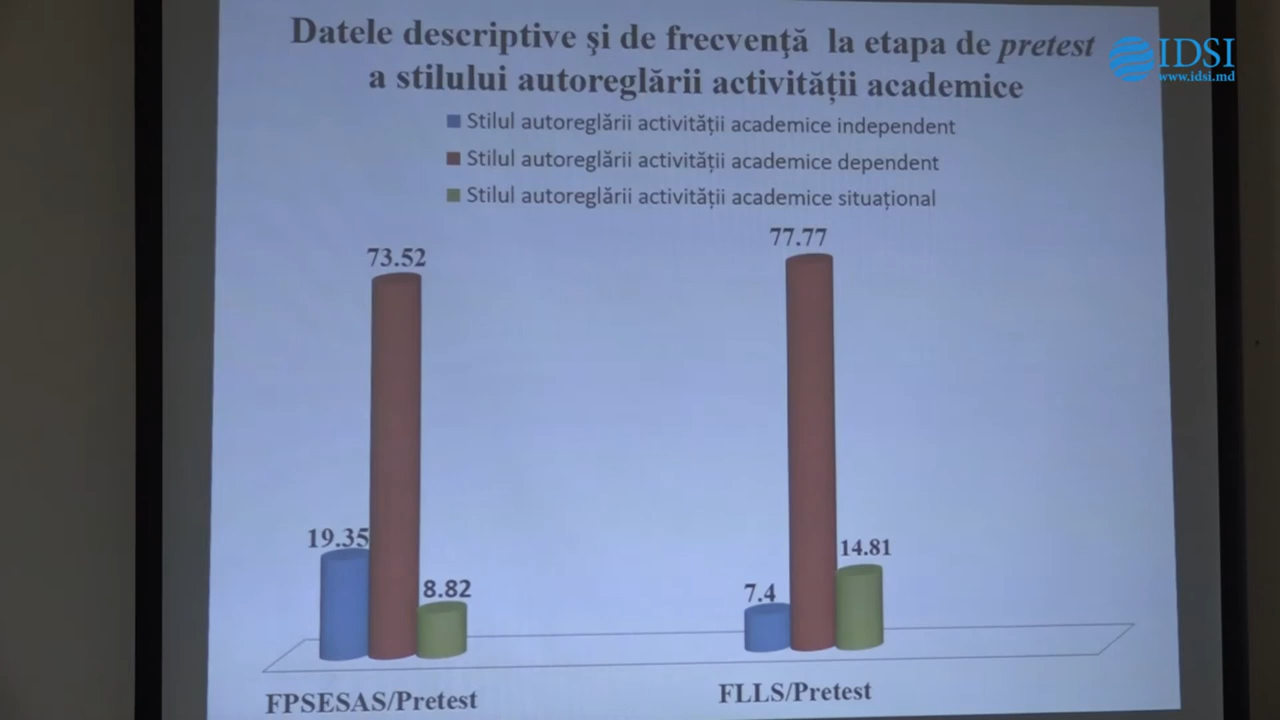 Datele descriptive şi de frecvenţă la etapa de pretest
a stilului autoreglării activității academice
IDSI
www.idsi.md
Stilul autoreglării activității academice independent
Stilul autoreglării activității academice dependent
Stilul autoreglării activității academice situațional
73.52
77.77
19.35
8.82
7.4
14.81
FPSESAS/Pretest
FLLS/Pretest